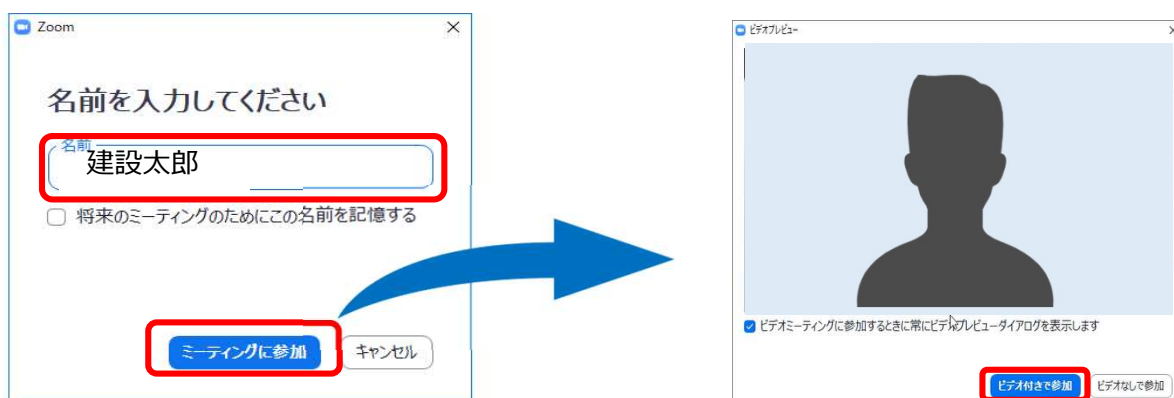 Zoom
名前を入力してください
名前
建設太郎
将来のミーティングのためにこの名前を記憶する
ミーティングに参加
キャンセル
ビデオプレビュー
ビデオミーティングに参加するときに常にビデオプレビューダイアログを表示します
ビデオ付きで参加
ビデオなしで参加